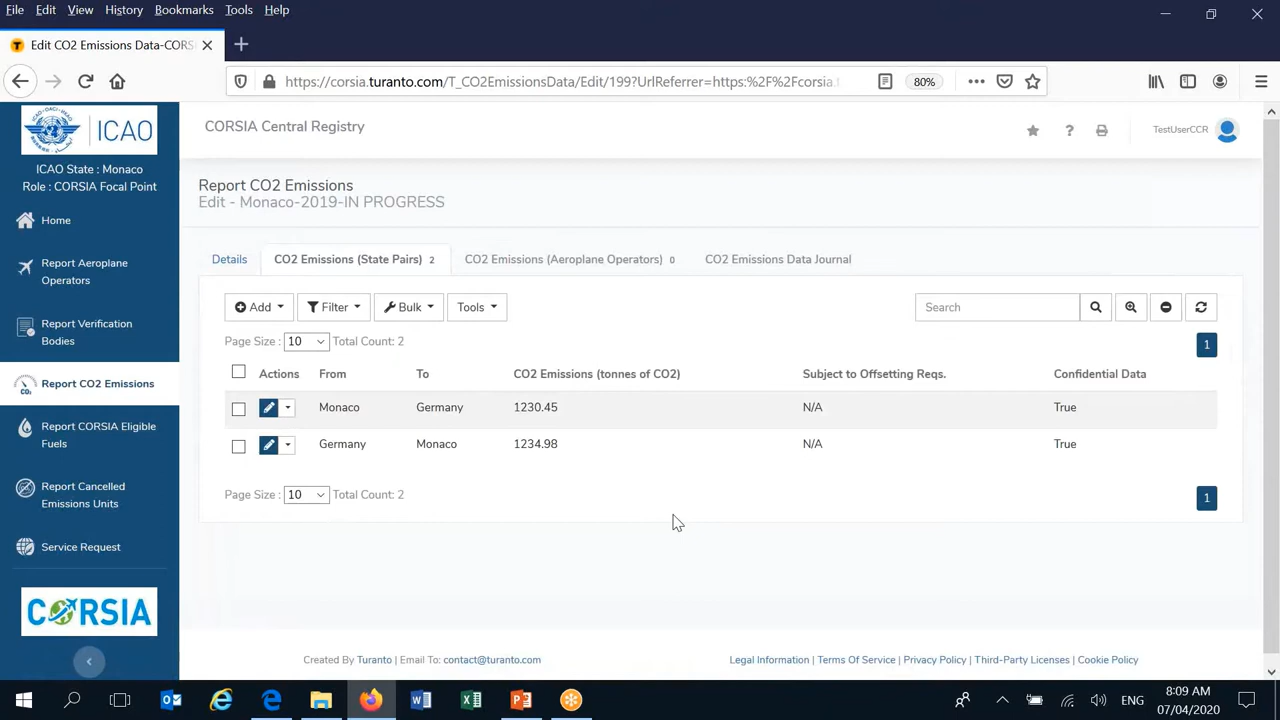 File Edit View History Bookmarks Tools Help
Edit CO2 Emissions Data-CORS
https://corsia.turanto.com/T_CO2EmissionsData/Edit/199?UrlReferrer=https:%2F%2Fcorsia.t
80%
ICAO
ICAO State : Monaco
Role : CORSIA Focal Point
Home
Report Aeroplane
Operators
Report Verification
Bodies
CO₂
Report CO2 Emissions
Report CORSIA Eligible
Fuels
Report Cancelled
Emissions Units
Service Request
CORSIA
CORSIA Central Registry
TestUserCCR
Report CO2 Emissions
Edit - Monaco-2019-IN PROGRESS
Details CO2 Emissions (State Pairs) 2 CO2 Emissions (Aeroplane Operators) 0 CO2 Emissions Data Journal
Add Filter Bulk Tools Search
Page Size : 10 Total Count: 2 1
Actions From To CO2 Emissions (tonnes of CO2) Subject to Offsetting Reqs. Confidential Data
Monaco Germany 1230.45 N/A True
Germany Monaco 1234.98 N/A True
Page Size : 10 Total Count: 2 1
Created By Turanto | Email To: contact@turanto.com Legal Information | Terms Of Service | Privacy Policy | Third-Party Licenses | Cookie Policy
ENG 8:09 AM
07/04/2020